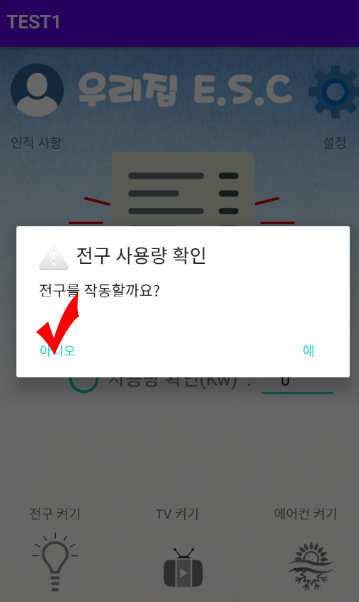 TEST1
우리집 E.S.C
인적 사항
설정
전구 사용량 확인
전구를 작동할까요?
아니오
예
사용량 확인(Kw) : 0
전구 켜기
TV 켜기
에어컨 켜기